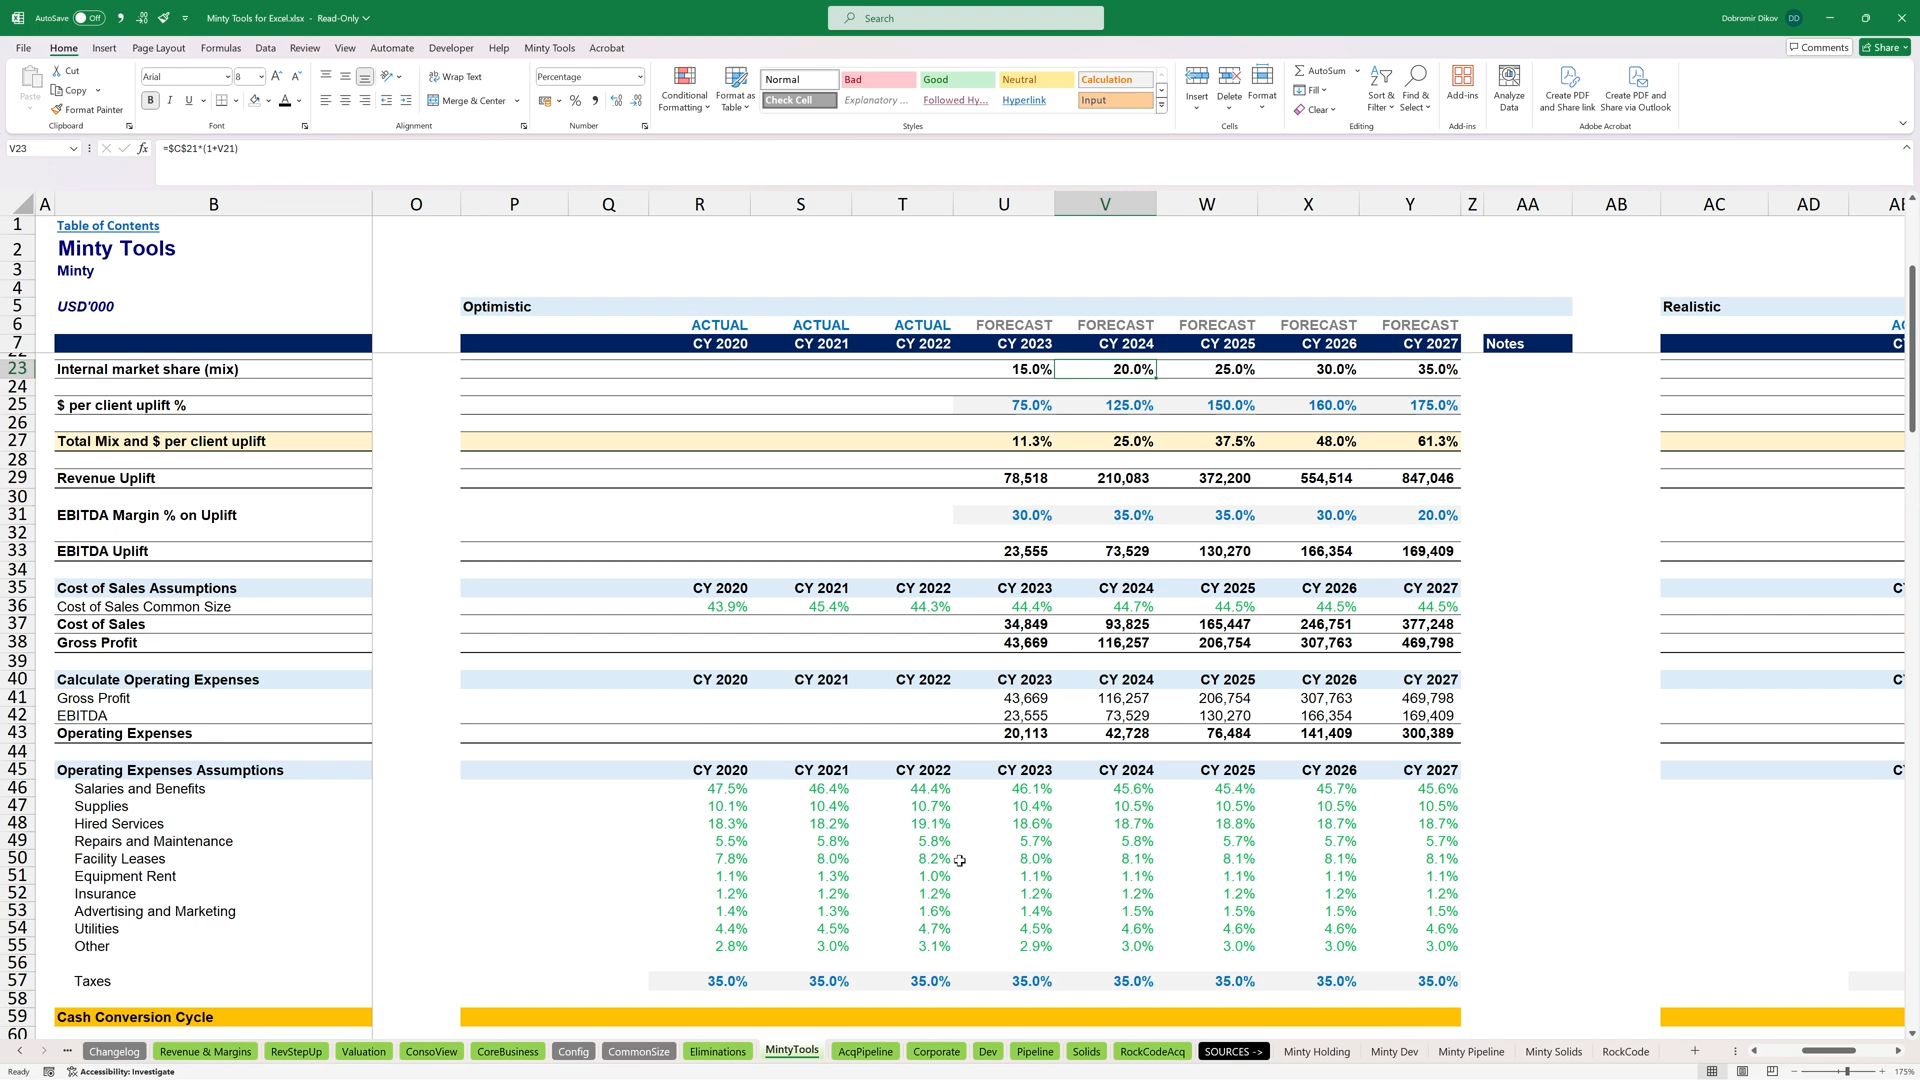 AutoSave Off Minty Tools for Excel.xlsx - Read-Only Search Dobromir Dikov DD
File Home Insert Page Layout Formulas Data Review View Automate Developer Help Minty Tools Acrobat Comments Share
Paste Cut Copy Format Painter Clipboard
Arial 8 B I U A Font
Wrap Text Merge & Center Alignment
Percentage % Number
Conditional Formatting Format as Table
Normal Bad Good Neutral Calculation
Check Cell Explanatory ... Followed Hy... Hyperlink Input
Styles
Insert Delete Format Cells
AutoSum Fill Clear Sort & Filter Find & Select Editing
Add-ins Add-ins
Analyze Data
Create PDF and Share link Create PDF and Share via Outlook Adobe Acrobat
V23 fx =$C$21*(1+V21)
A B O P Q R S T U V W X Y Z AA AB AC AD AE
1 Table of Contents
2 Minty Tools
3 Minty
4
5 USD'000 Optimistic Realistic
6 ACTUAL ACTUAL ACTUAL FORECAST FORECAST FORECAST FORECAST FORECAST
7 CY 2020 CY 2021 CY 2022 CY 2023 CY 2024 CY 2025 CY 2026 CY 2027 Notes
23 Internal market share (mix) 15.0% 20.0% 25.0% 30.0% 35.0%
24
25 $ per client uplift % 75.0% 125.0% 150.0% 160.0% 175.0%
26
27 Total Mix and $ per client uplift 11.3% 25.0% 37.5% 48.0% 61.3%
28
29 Revenue Uplift 78,518 210,083 372,200 554,514 847,046
30
31 EBITDA Margin % on Uplift 30.0% 35.0% 35.0% 30.0% 20.0%
32
33 EBITDA Uplift 23,555 73,529 130,270 166,354 169,409
34
35 Cost of Sales Assumptions CY 2020 CY 2021 CY 2022 CY 2023 CY 2024 CY 2025 CY 2026 CY 2027
36 Cost of Sales Common Size 43.9% 45.4% 44.3% 44.4% 44.7% 44.5% 44.5% 44.5%
37 Cost of Sales 34,849 93,825 165,447 246,751 377,248
38 Gross Profit 43,669 116,257 206,754 307,763 469,798
39
40 Calculate Operating Expenses CY 2020 CY 2021 CY 2022 CY 2023 CY 2024 CY 2025 CY 2026 CY 2027
41 Gross Profit 43,669 116,257 206,754 307,763 469,798
42 EBITDA 23,555 73,529 130,270 166,354 169,409
43 Operating Expenses 20,113 42,728 76,484 141,409 300,389
44
45 Operating Expenses Assumptions CY 2020 CY 2021 CY 2022 CY 2023 CY 2024 CY 2025 CY 2026 CY 2027
46 Salaries and Benefits 47.5% 46.4% 44.4% 46.1% 45.6% 45.4% 45.7% 45.6%
47 Supplies 10.1% 10.4% 10.7% 10.4% 10.5% 10.5% 10.5% 10.5%
48 Hired Services 18.3% 18.2% 19.1% 18.6% 18.7% 18.8% 18.7% 18.7%
49 Repairs and Maintenance 5.5% 5.8% 5.8% 5.7% 5.8% 5.7% 5.7% 5.7%
50 Facility Leases 7.8% 8.0% 8.2% 8.0% 8.1% 8.1% 8.1% 8.1%
51 Equipment Rent 1.1% 1.3% 1.0% 1.1% 1.1% 1.1% 1.1% 1.1%
52 Insurance 1.2% 1.2% 1.2% 1.2% 1.2% 1.2% 1.2% 1.2%
53 Advertising and Marketing 1.4% 1.3% 1.6% 1.4% 1.5% 1.5% 1.5% 1.5%
54 Utilities 4.4% 4.5% 4.7% 4.5% 4.6% 4.6% 4.6% 4.6%
55 Other 2.8% 3.0% 3.1% 2.9% 3.0% 3.0% 3.0% 3.0%
56
57 Taxes 35.0% 35.0% 35.0% 35.0% 35.0% 35.0% 35.0% 35.0%
58
59 Cash Conversion Cycle
60
Changelog Revenue & Margins RevStepUp Valuation ConsoView CoreBusiness Config CommonSize Eliminations MintyTools AcqPipeline Corporate Dev Pipeline Solids RockCodeAcq SOURCES -> Minty Holding Minty Dev Minty Pipeline Minty Solids RockCode
Ready Accessibility: Investigate 175%